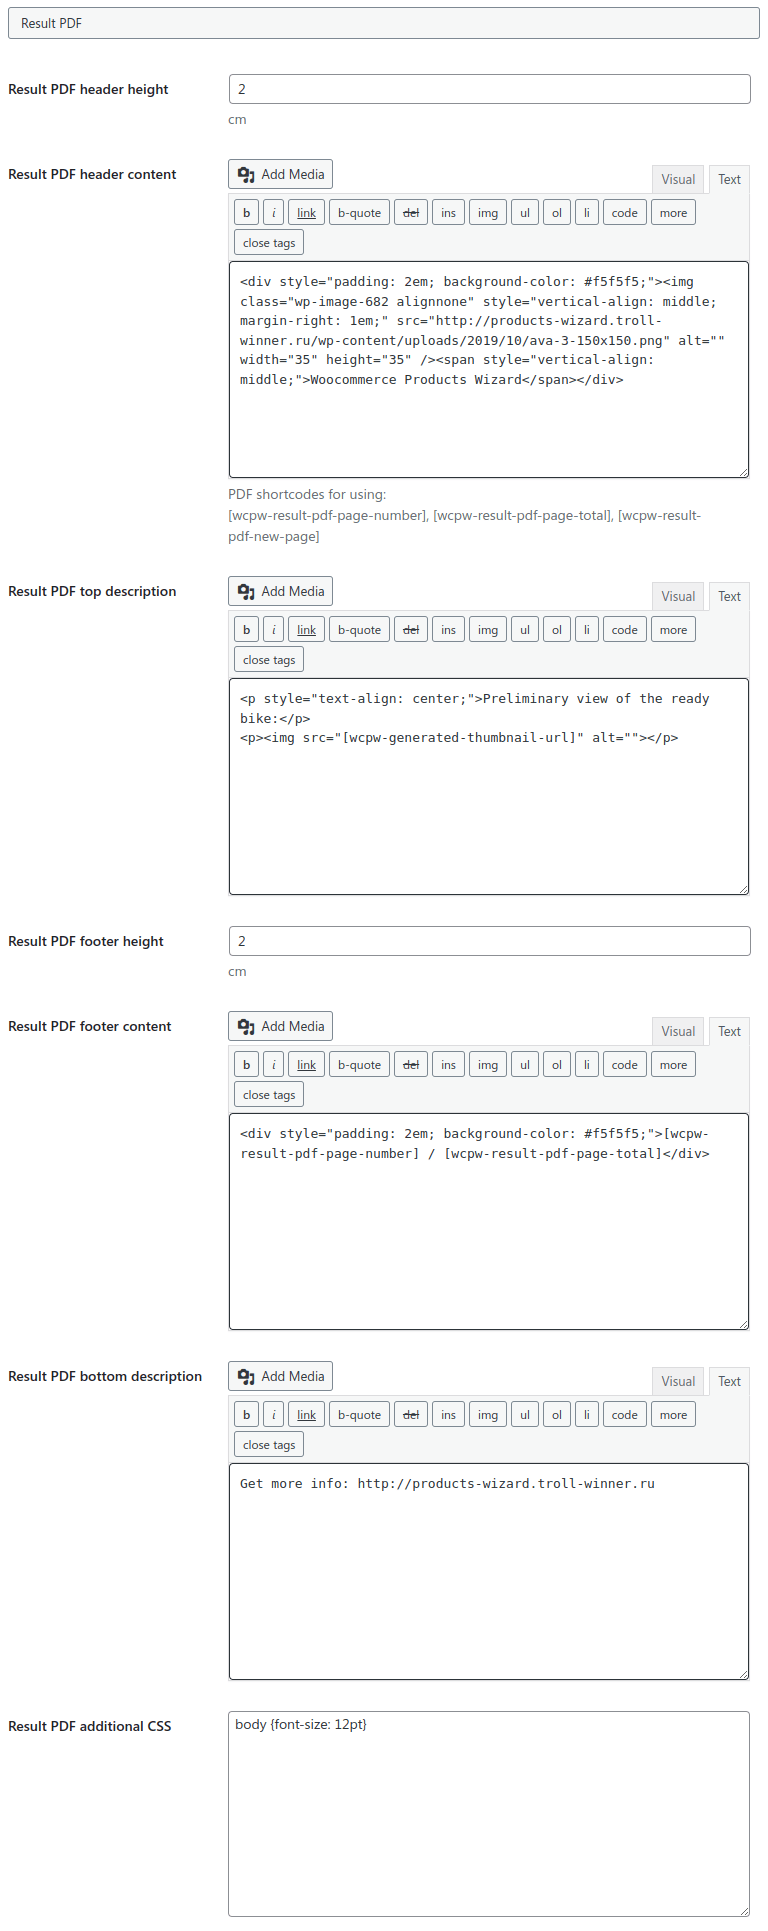 Result PDF
Result PDF header height
2
cm
Result PDF header content
Add Media
Visual
Text
b i link b-quote del ins img ul ol li code more
close tags
<div style="padding: 2em; background-color: #f5f5f5;"><img
class="wp-image-682 alignnone" style="vertical-align: middle;
margin-right: 1em;" src="http://products-wizard.troll-
winner.ru/wp-content/uploads/2019/10/ava-3-150x150.png" alt=""
width="35" height="35" /><span style="vertical-align:
middle;">Woocommerce Products Wizard</span></div>
PDF shortcodes for using:
[wcpw-result-pdf-page-number], [wcpw-result-pdf-page-total], [wcpw-result-
pdf-new-page]
Result PDF top description
Add Media
Visual
Text
b i link b-quote del ins img ul ol li code more
close tags
<p style="text-align: center;">Preliminary view of the ready
bike:</p>
<p><img src="[wcpw-generated-thumbnail-url]" alt=""></p>
Result PDF footer height
2
cm
Result PDF footer content
Add Media
Visual
Text
b i link b-quote del ins img ul ol li code more
close tags
<div style="padding: 2em; background-color: #f5f5f5;">[wcpw-
result-pdf-page-number] / [wcpw-result-pdf-page-total]</div>
Result PDF bottom description
Add Media
Visual
Text
b i link b-quote del ins img ul ol li code more
close tags
Get more info: http://products-wizard.troll-winner.ru
Result PDF additional CSS
body {font-size: 12pt}